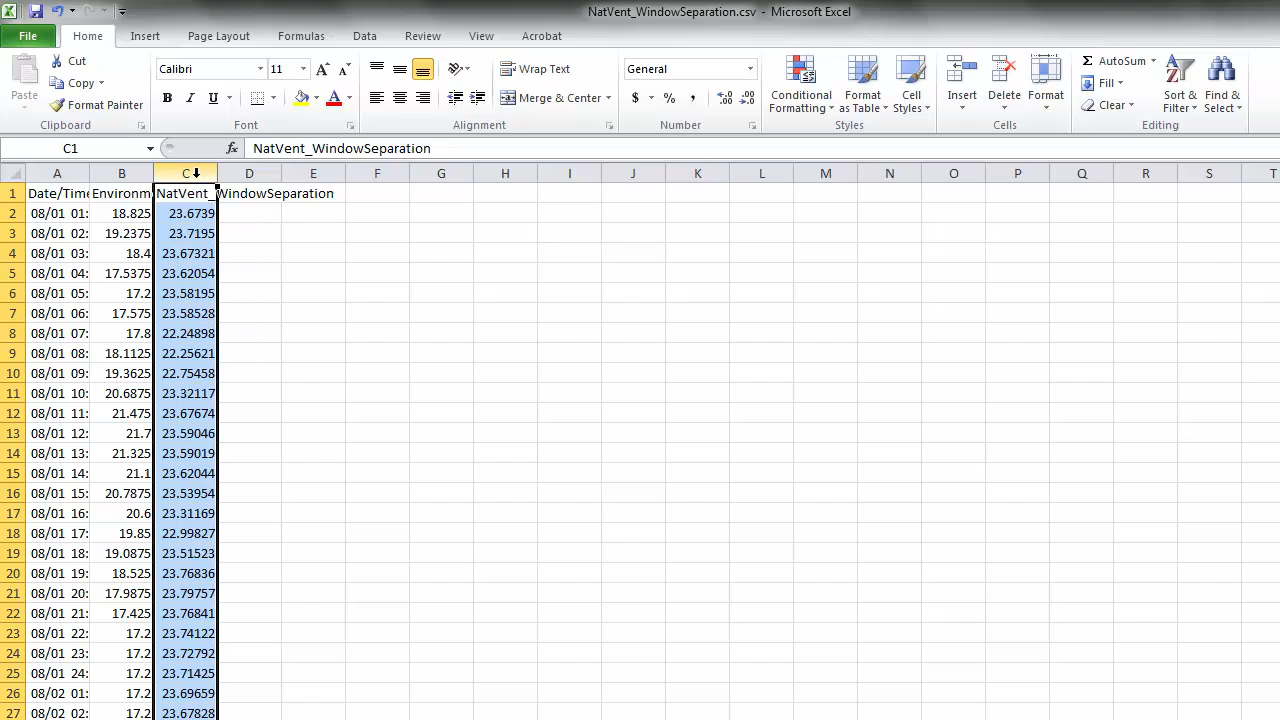 NatVent_WindowSeparation.csv - Microsoft Excel
File Home Insert Page Layout Formulas Data Review View Acrobat
Paste
Cut
Copy
Format Painter
Clipboard
Calibri 11
B I U
Font
Wrap Text
Merge & Center
Alignment
General
$ % ,
Number
Conditional Formatting
Format as Table
Cell Styles
Styles
Insert Delete Format
Cells
AutoSum
Fill
Clear
Sort & Filter
Find & Select
Editing
C1 fx NatVent_WindowSeparation
A B C D E F G H I J K L M N O P Q R S T
1 Date/Time Environm NatVent_WindowSeparation
2 08/01 01: 18.825 23.6739
3 08/01 02: 19.2375 23.7195
4 08/01 03: 18.4 23.67321
5 08/01 04: 17.5375 23.62054
6 08/01 05: 17.2 23.58195
7 08/01 06: 17.575 23.58528
8 08/01 07: 17.8 22.24898
9 08/01 08: 18.1125 22.25621
10 08/01 09: 19.3625 22.75458
11 08/01 10: 20.6875 23.32117
12 08/01 11: 21.475 23.67674
13 08/01 12: 21.7 23.59046
14 08/01 13: 21.325 23.59019
15 08/01 14: 21.1 23.62044
16 08/01 15: 20.7875 23.53954
17 08/01 16: 20.6 23.31169
18 08/01 17: 19.85 22.99827
19 08/01 18: 19.0875 23.51523
20 08/01 19: 18.525 23.76836
21 08/01 20: 17.9875 23.79757
22 08/01 21: 17.425 23.76841
23 08/01 22: 17.2 23.74122
24 08/01 23: 17.2 23.72792
25 08/01 24: 17.2 23.71425
26 08/02 01: 17.2 23.69659
27 08/02 02: 17.2 23.67828